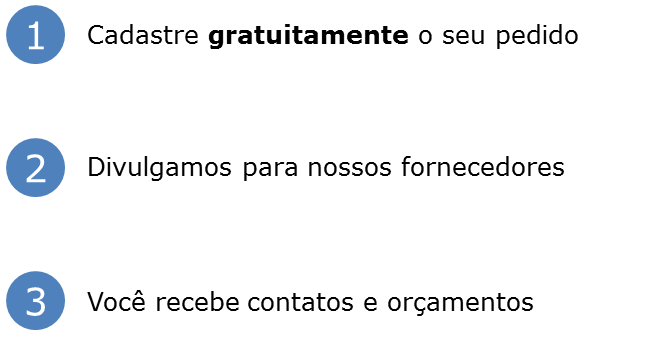 1 Cadastre gratuitamente o seu pedido
2 Divulgamos para nossos fornecedores
3 Você recebe contatos e orçamentos